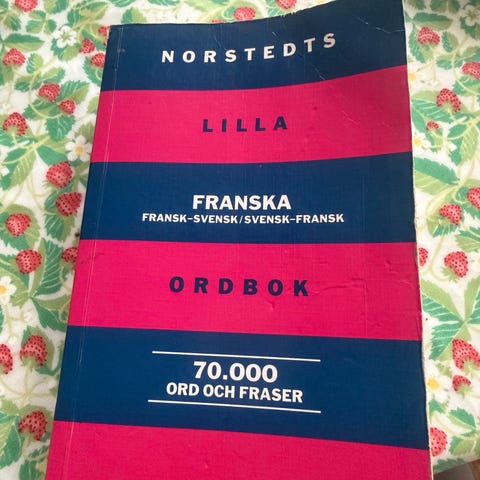 NORSTEDTS
LILLA
FRANSKA
FRANSK–SVENSK/SVENSK–FRANSK
ORDBOK
70.000
ORD OCH FRASER